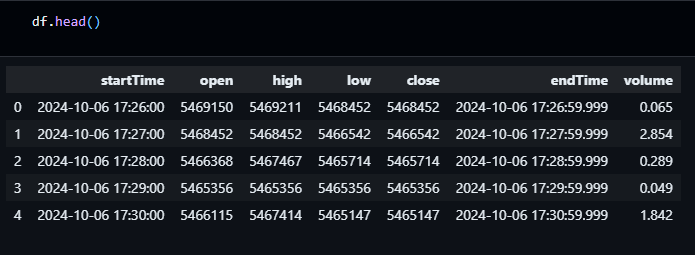 df.head()
startTime open high low close endTime volume
0 2024-10-06 17:26:00 5469150 5469211 5468452 5468452 2024-10-06 17:26:59.999 0.065
1 2024-10-06 17:27:00 5468452 5468452 5466542 5466542 2024-10-06 17:27:59.999 2.854
2 2024-10-06 17:28:00 5466368 5467467 5465714 5465714 2024-10-06 17:28:59.999 0.289
3 2024-10-06 17:29:00 5465356 5465356 5465356 5465356 2024-10-06 17:29:59.999 0.049
4 2024-10-06 17:30:00 5466115 5467414 5465147 5465147 2024-10-06 17:30:59.999 1.842